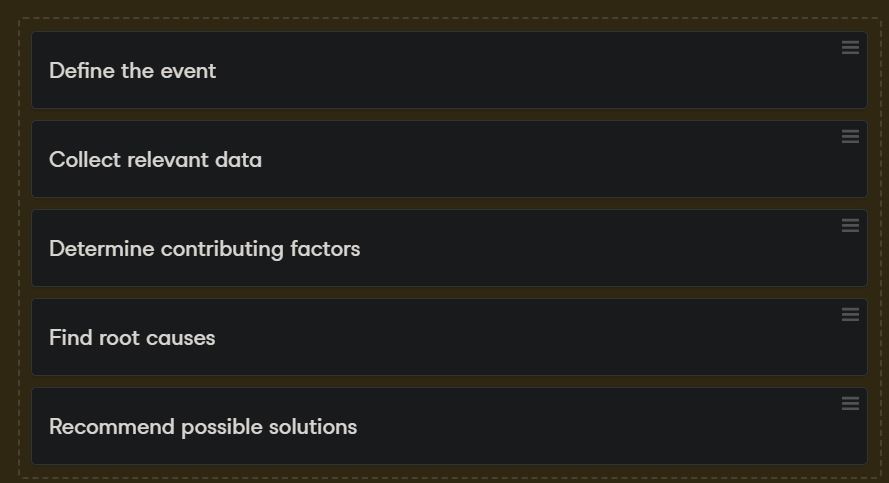 Define the event
Collect relevant data
Determine contributing factors
Find root causes
Recommend possible solutions